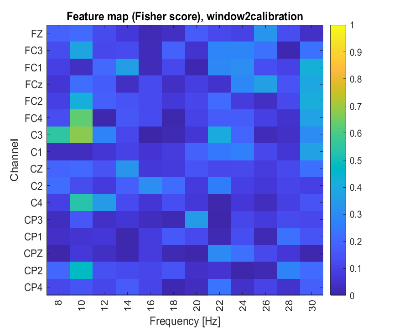 Feature map (Fisher score), window2calibration
Channel
FZ
FC3
FC1
FCz
FC2
FC4
C3
C1
CZ
C2
C4
CP3
CP1
CPZ
CP2
CP4
8 10 12 14 16 18 20 22 24 26 28 30
Frequency [Hz]
1
0.9
0.8
0.7
0.6
0.5
0.4
0.3
0.2
0.1
0